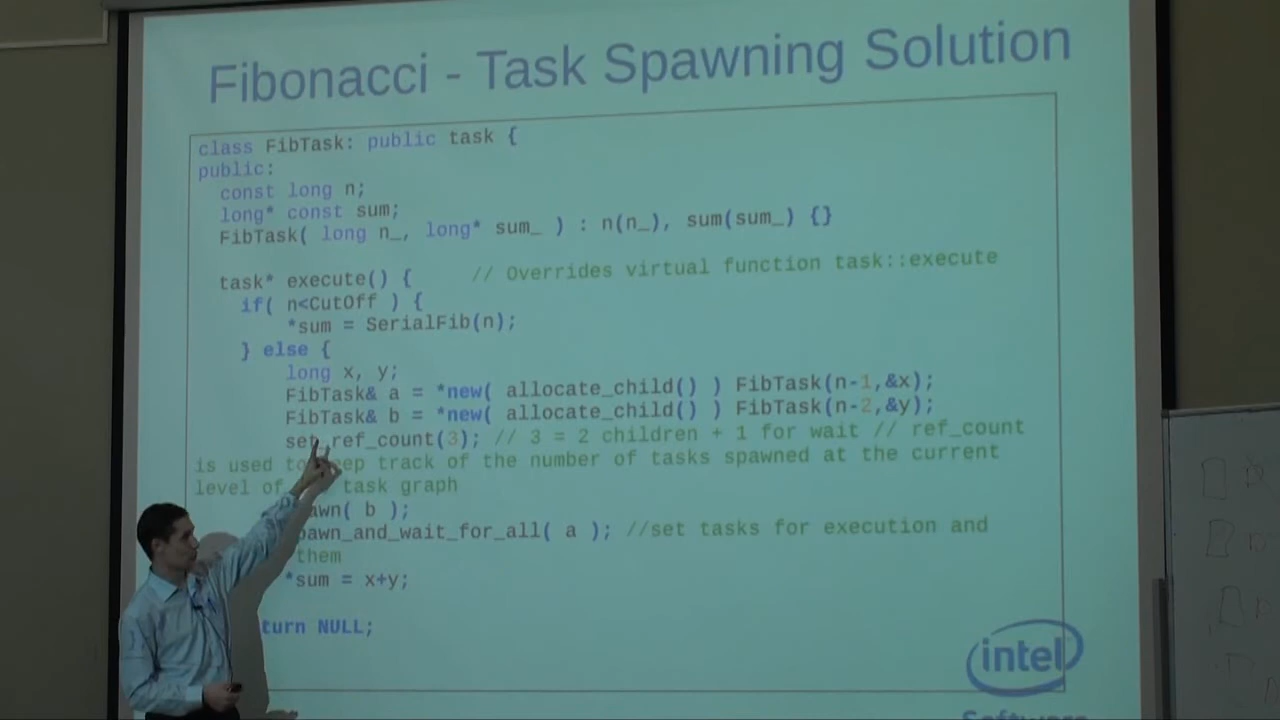 Fibonacci - Task Spawning Solution
class FibTask: public task {
public:
const long n;
long* const sum;
FibTask( long n_, long* sum_ ) : n(n_), sum(sum_) {}
task* execute() { // Overrides virtual function task::execute
if( n<CutOff ) {
*sum = SerialFib(n);
} else {
long x, y;
FibTask& a = *new( allocate_child() ) FibTask(n-1,&x);
FibTask& b = *new( allocate_child() ) FibTask(n-2,&y);
set_ref_count(3); // 3 = 2 children + 1 for wait // ref_count
is used to eep track of the number of tasks spawned at the current
level of task graph
awn( b );
pawn_and_wait_for_all( a ); //set tasks for execution and
them
*sum = x+y;
turn NULL;
intel
Software